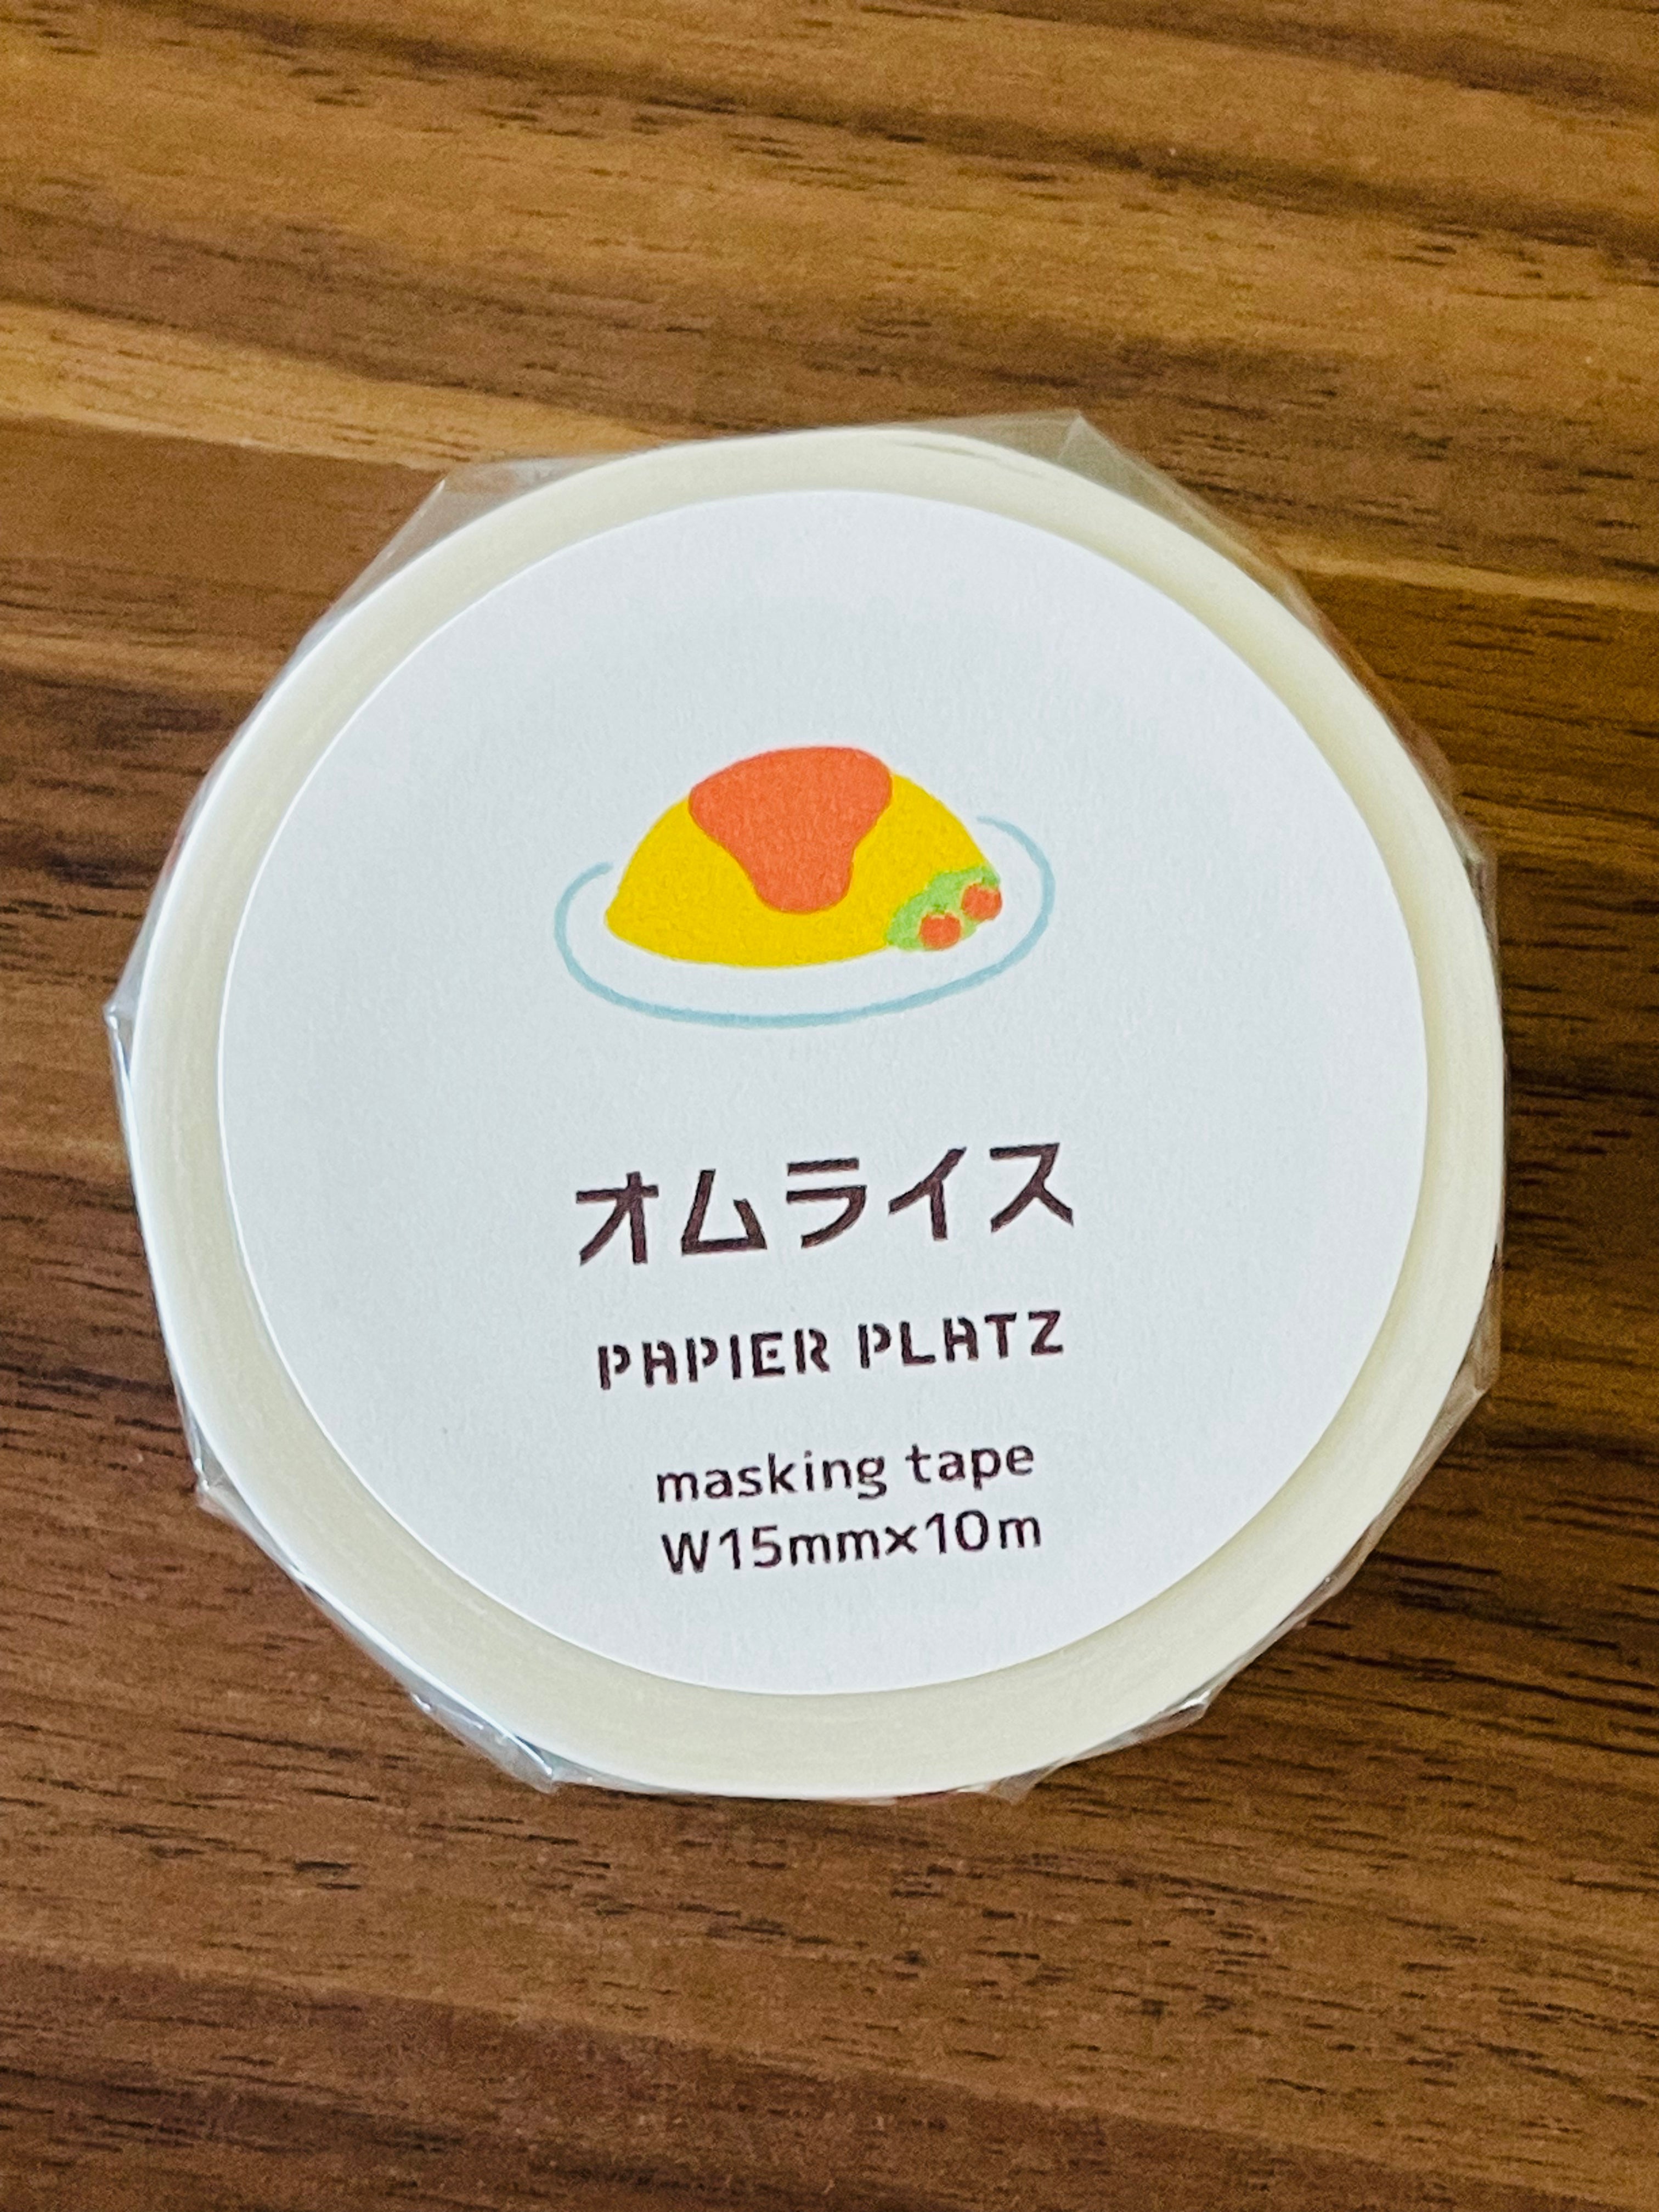 オムライス
PAPIER PLATZ
masking tape
W15mm×10m